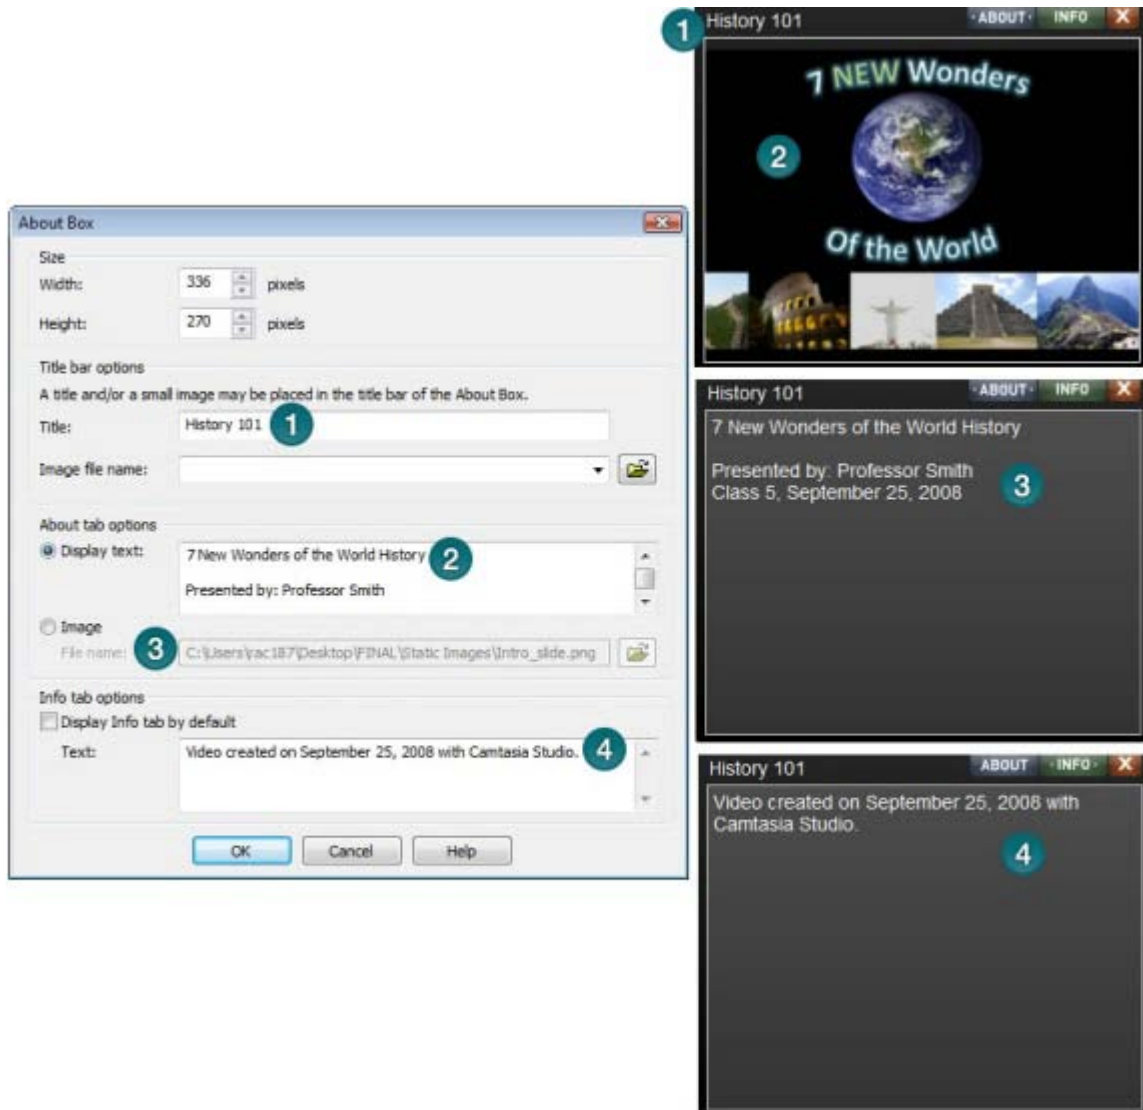 About Box
Size
Width:
336
pixels
Height:
270
pixels
Title bar options
A title and/or a small image may be placed in the title bar of the About Box.
Title:
History 101
1
Image file name:
About tab options
Display text:
7 New Wonders of the World History
2
Presented by: Professor Smith
Image
File name:
3
C:\Users\rac187\Desktop\FINAL\Static Images\Intro_slide.png
Info tab options
Display Info tab by default
Text:
Video created on September 25, 2008 with Camtasia Studio.
4
OK
Cancel
Help
1
History 101
·ABOUT·
INFO
X
7 NEW Wonders
2
Of the World
History 101
·ABOUT·
INFO
X
7 New Wonders of the World History
Presented by: Professor Smith
Class 5, September 25, 2008
3
History 101
ABOUT
·INFO·
X
Video created on September 25, 2008 with
Camtasia Studio.
4